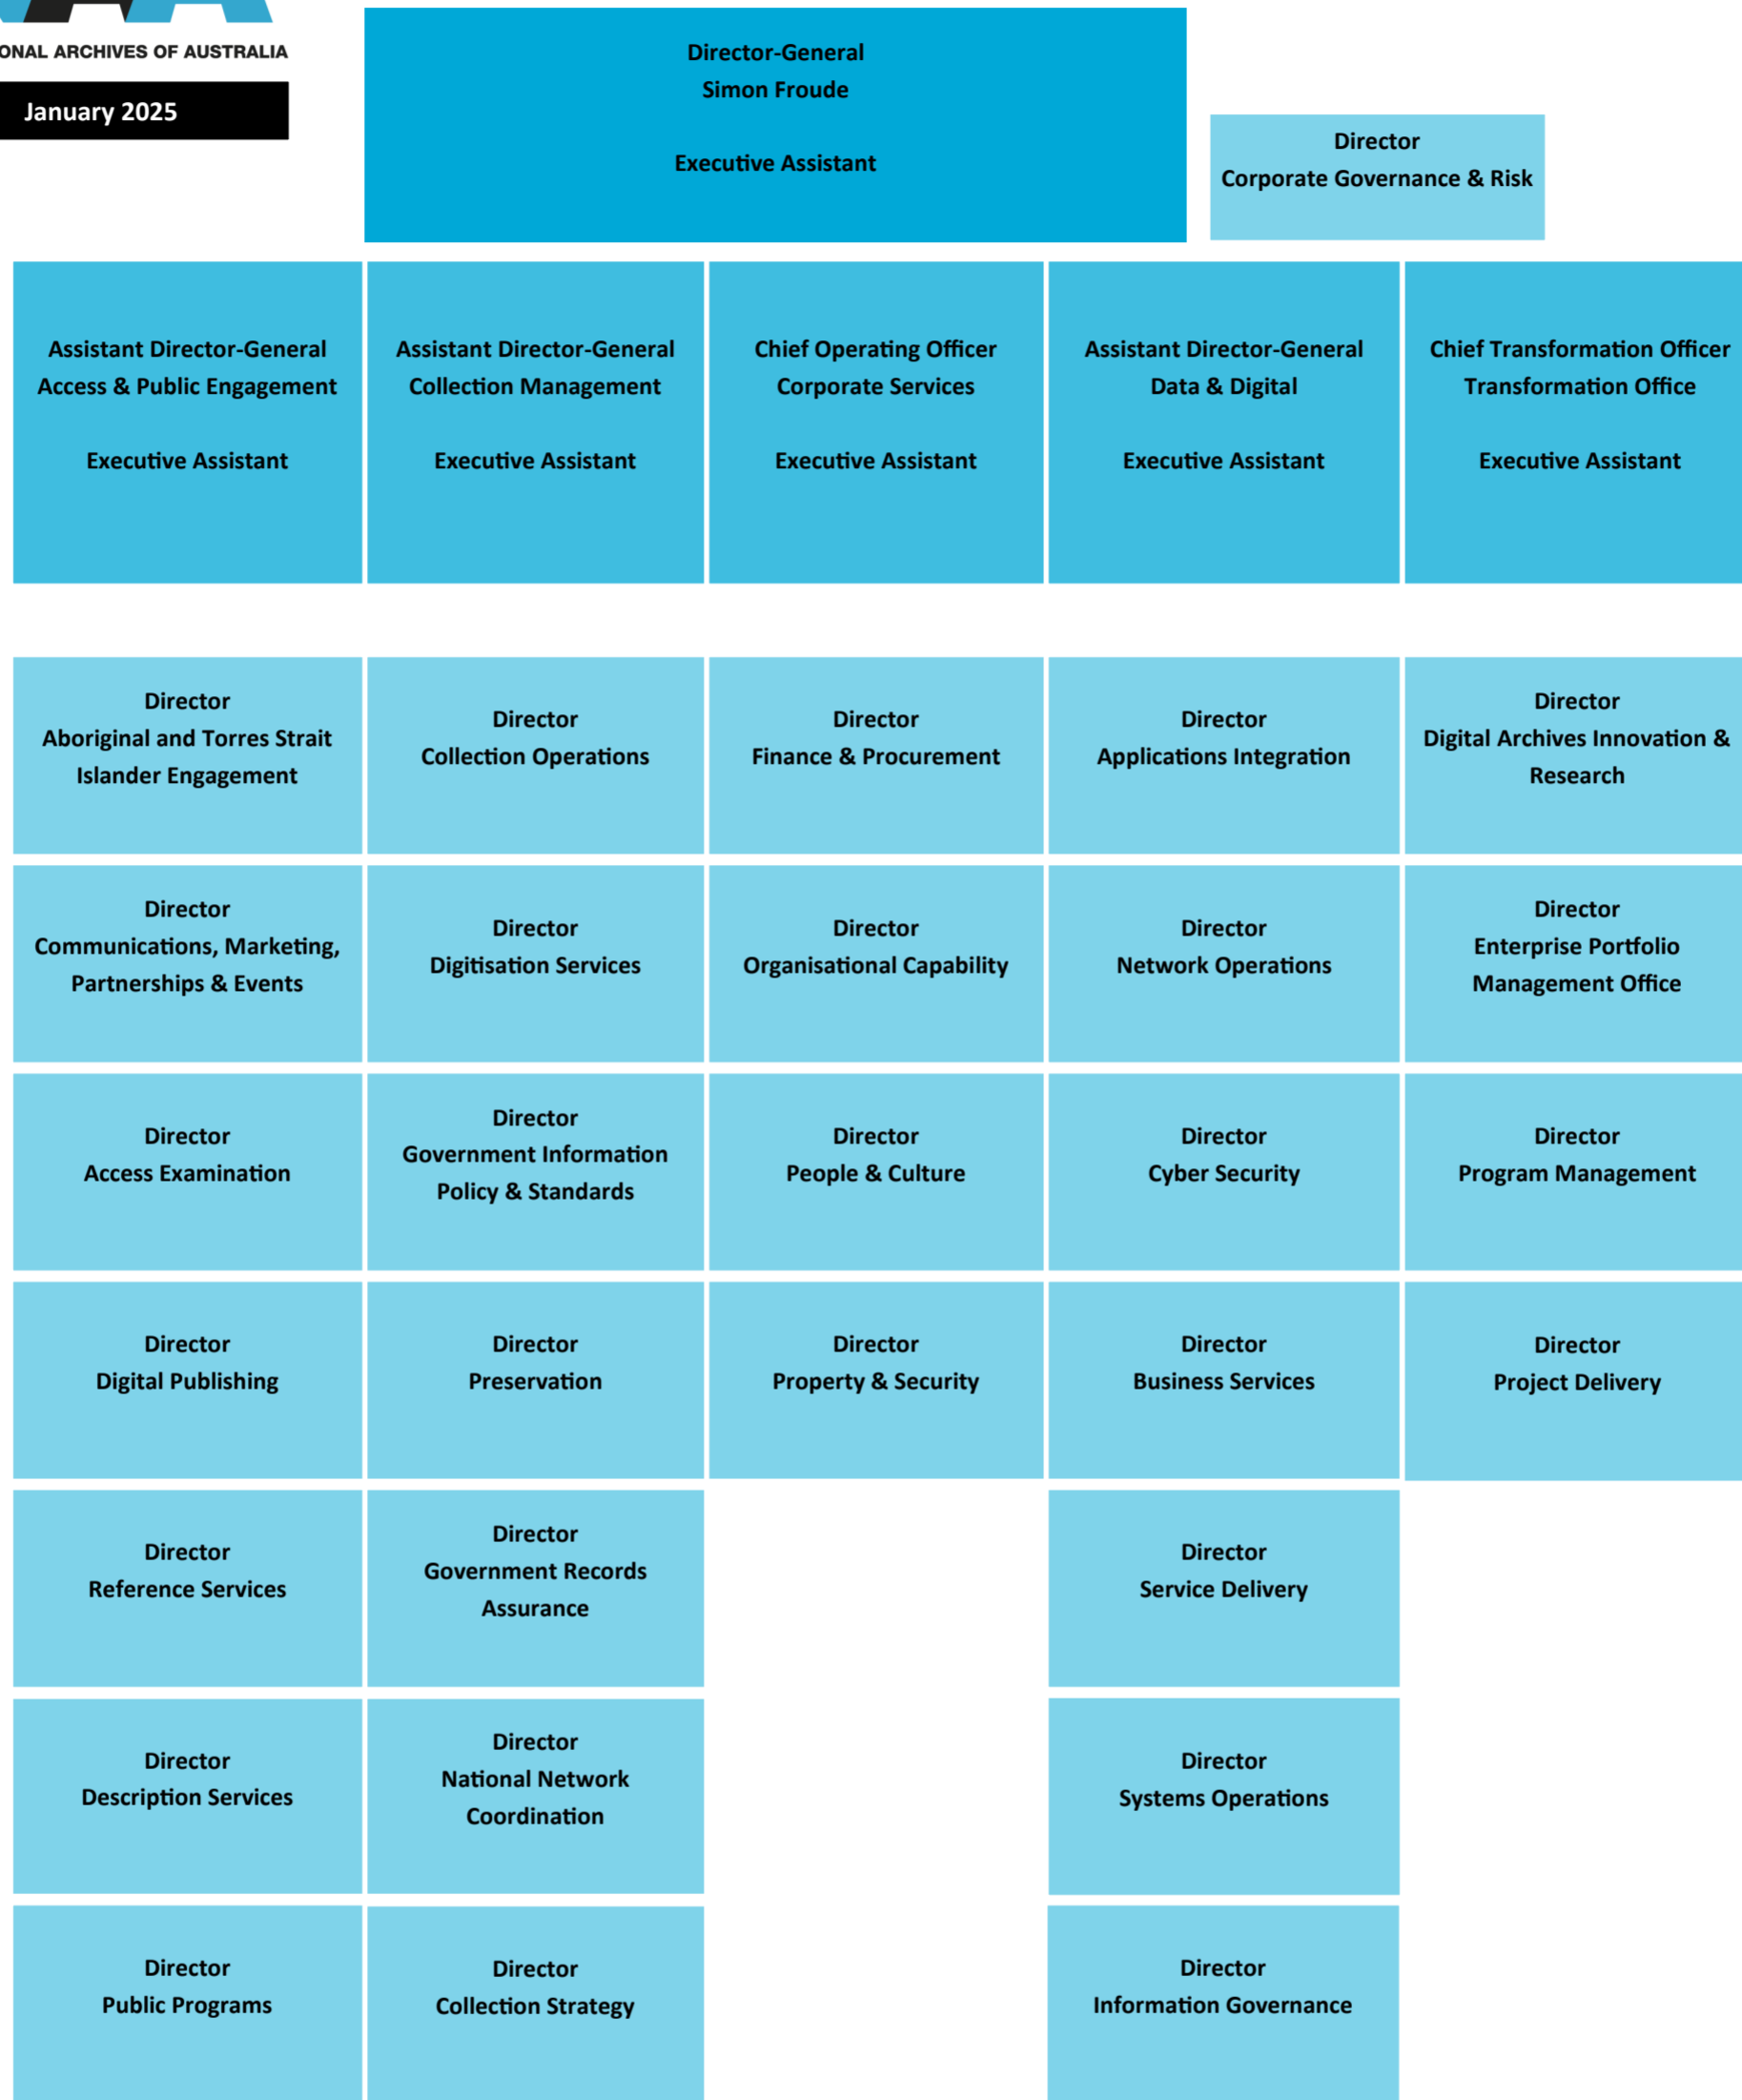 ARCHIVES OF AUSTRALIA
January 2025
Director-General
Simon Froude
Executive Assistant
Director
Corporate Governance & Risk
Assistant Director-General
Access & Public Engagement
Executive Assistant
Assistant Director-General
Collection Management
Executive Assistant
Chief Operating Officer
Corporate Services
Executive Assistant
Assistant Director-General
Data & Digital
Executive Assistant
Chief Transformation Officer
Transformation Office
Executive Assistant
Director
Aboriginal and Torres Strait
Islander Engagement
Director
Collection Operations
Director
Finance & Procurement
Director
Applications Integration
Director
Digital Archives Innovation &
Research
Director
Communications, Marketing,
Partnerships & Events
Director
Digitisation Services
Director
Organisational Capability
Director
Network Operations
Director
Enterprise Portfolio
Management Office
Director
Access Examination
Director
Government Information
Policy & Standards
Director
People & Culture
Director
Cyber Security
Director
Program Management
Director
Digital Publishing
Director
Preservation
Director
Property & Security
Director
Business Services
Director
Project Delivery
Director
Reference Services
Director
Government Records
Assurance
Director
Service Delivery
Director
Description Services
Director
National Network
Coordination
Director
Systems Operations
Director
Public Programs
Director
Collection Strategy
Director
Information Governance